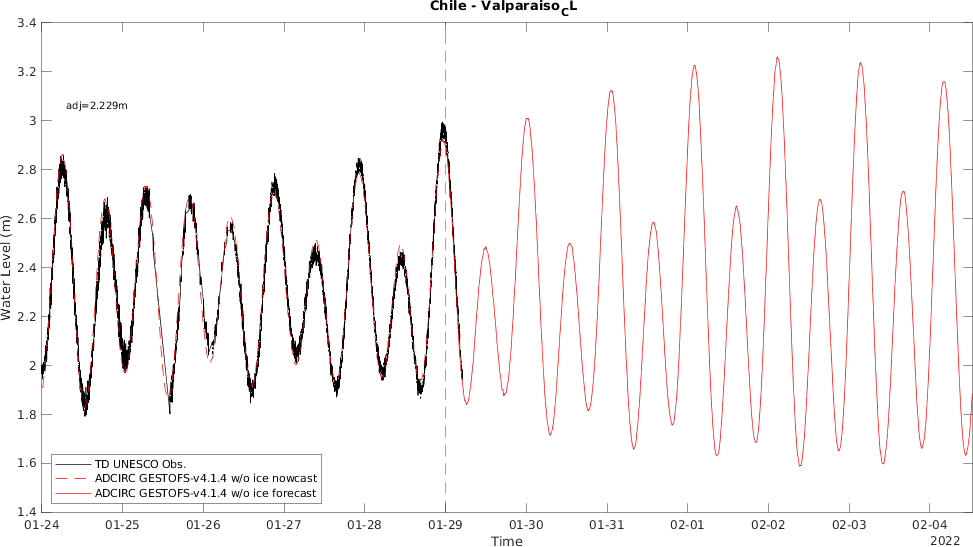 Chile - Valparaiso_CL
3.4
3.2
3
2.8
2.6
2.4
2.2
2
1.8
1.6
1.4
Water Level (m)
adj=2.229m
TD UNESCO Obs.
ADCIRC GESTOFS-v4.1.4 w/o ice nowcast
ADCIRC GESTOFS-v4.1.4 w/o ice forecast
01-24 01-25 01-26 01-27 01-28 01-29 01-30 01-31 02-01 02-02 02-03 02-04
Time
2022